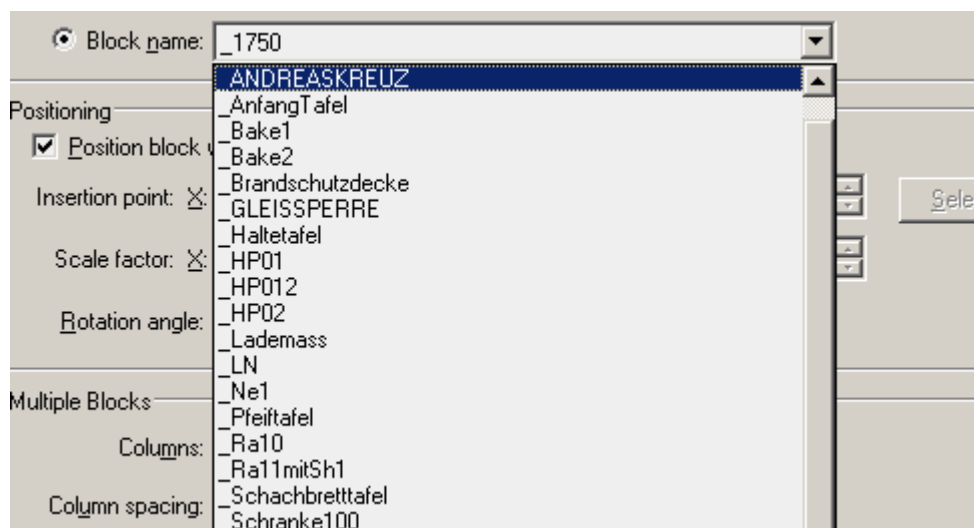 Block name: _1750
_ANDREASKREUZ
Positioning
_AnfangTafel
_Bake1
Position block
_Bake2
_Brandschutzdecke
Insertion point: X:
_GLEISSPERRE
_Haltetafel
Scale factor: X:
_HP01
_HP012
_HP02
Rotation angle:
_Lademass
_LN
_Ne1
Multiple Blocks
_Pfeiftafel
_Ra10
Columns:
_Ra11mitSh1
_Schachbretttafel
Column spacing:
_Schranke100